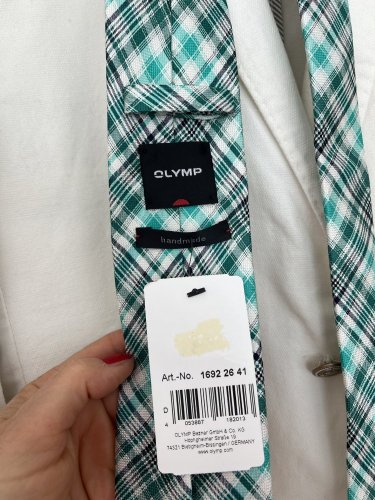 OLYMP
handmade
Art.-No. 1692 26 41
D
4 053887 182013
OLYMP Bezner GmbH & Co. KG
Höpfigheimer Straße 19
74321 Bietigheim-Bissingen / GERMANY
www.olymp.com